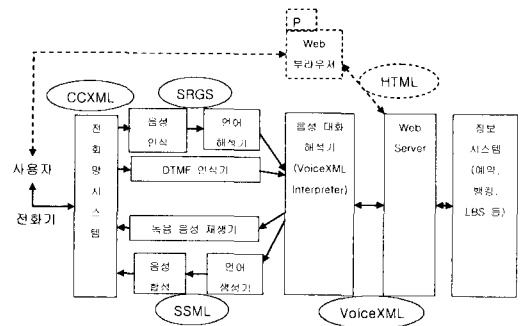 P
Web
브라우저
HTML
CCXML
SRGS
음성
인식
언어
해석기
전
화
망
시
스
템
DTMF 인식기
음성 대화
해석기
(VoiceXML
Interpreter)
Web
Server
정보
시스템
(예약,
뱅킹,
LBS 등)
사용자
전화기
녹음 음성 재생기
음성
합성
언어
생성기
SSML
VoiceXML